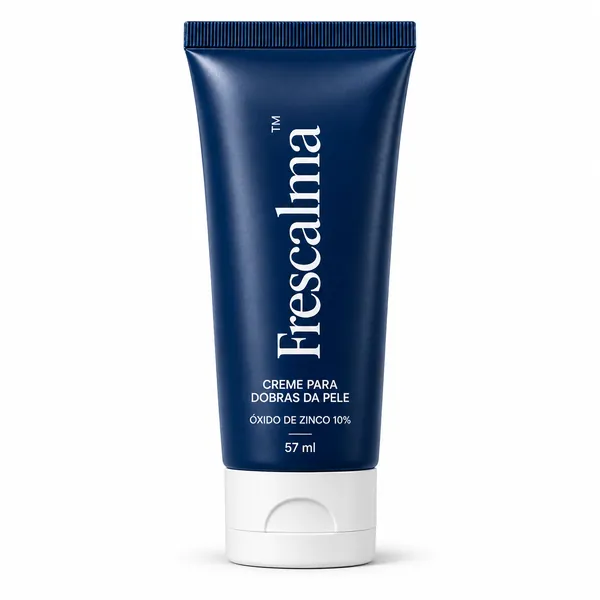 Frescalma™
CREME PARA
DOBRAS DA PELE
ÓXIDO DE ZINCO 10%
57 ml